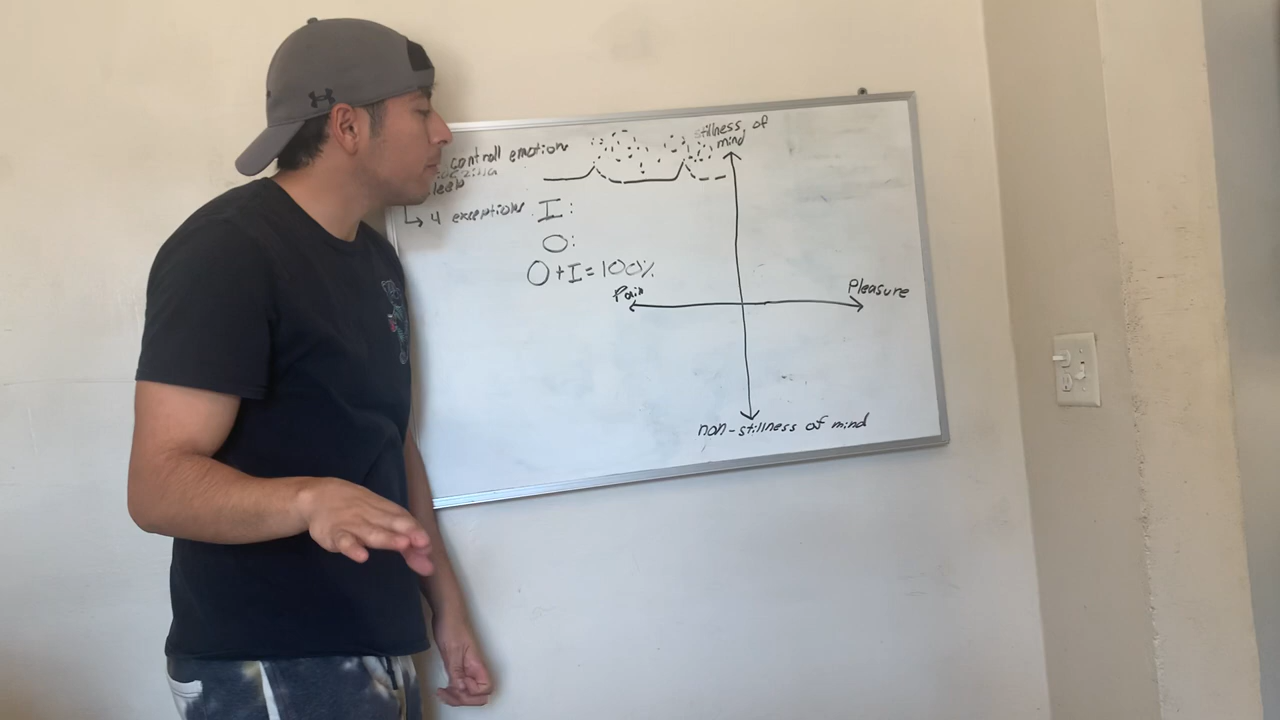 controll emotion
4 exceptions
I:
O:
O+I=100%
stillness of
mind
Pain
Pleasure
non-stillness of mind